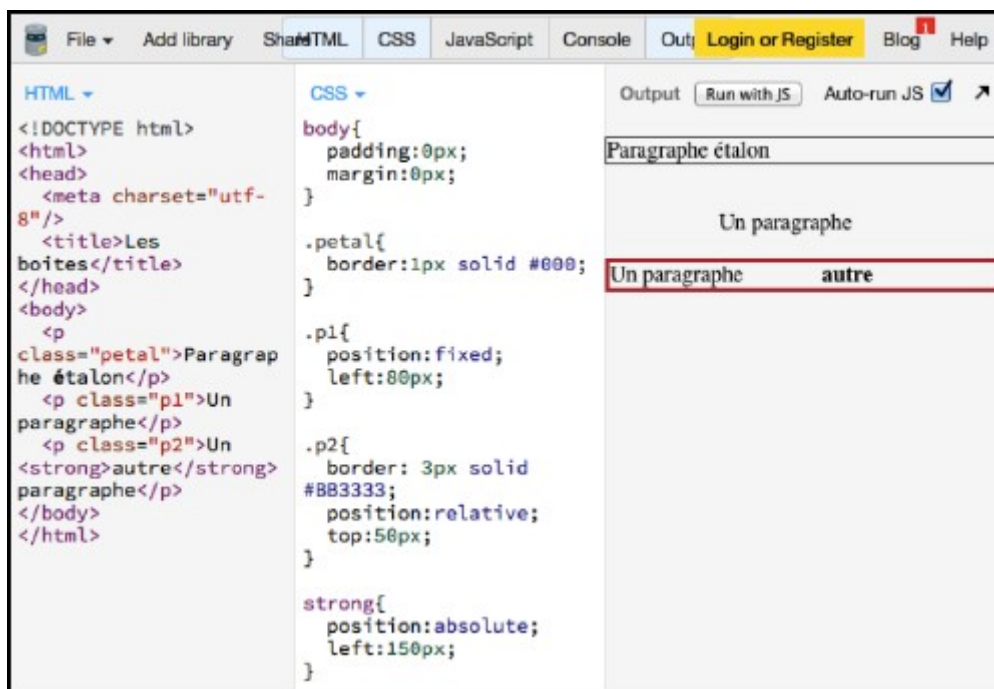 File ▾ Add library Share HTML CSS JavaScript Console Outp Login or Register Blog 1 Help
HTML ▾
<!DOCTYPE html>
<html>
<head>
<meta charset="utf-
8"/>
<title>Les
boites</title>
</head>
<body>
<p
class="petal">Paragrap
he étalon</p>
<p class="p1">Un
paragraphe</p>
<p class="p2">Un
<strong>autre</strong>
paragraphe</p>
</body>
</html>
CSS ▾
body{
padding:0px;
margin:0px;
}
.petal{
border:1px solid #000;
}
.p1{
position:fixed;
left:80px;
}
.p2{
border: 3px solid
#BB3333;
position:relative;
top:50px;
}
strong{
position:absolute;
left:150px;
}
Output Run with JS Auto-run JS
Paragraphe étalon
Un paragraphe
Un paragraphe autre